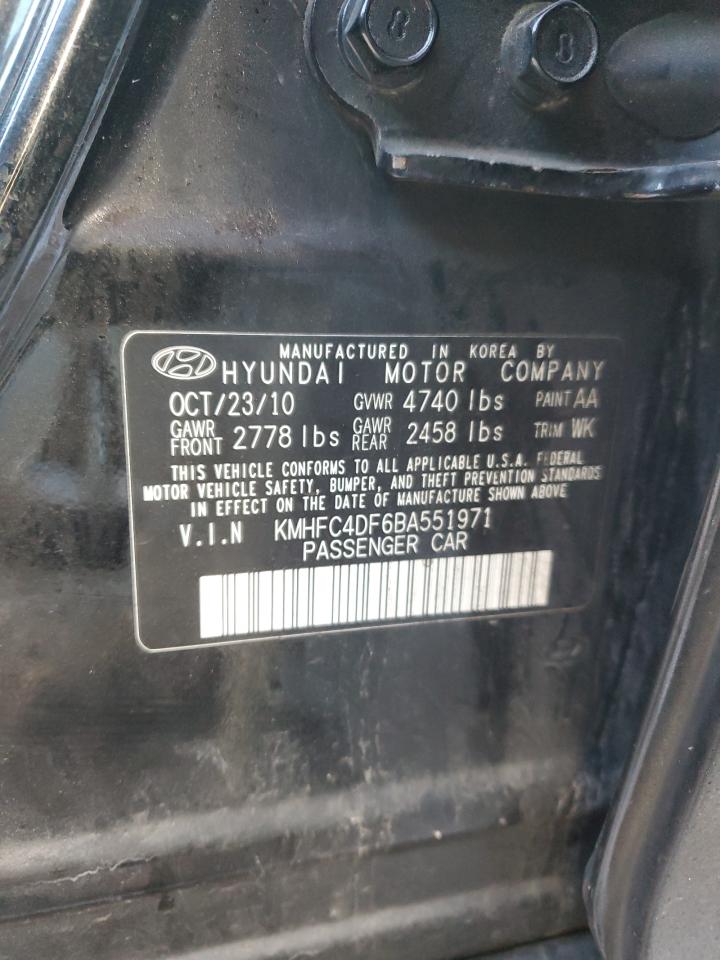 8
8
MANUFACTURED IN KOREA BY
HYUNDAI MOTOR COMPANY
OCT/23/10 GVWR 4740 lbs PAINT AA
GAWR FRONT 2778 lbs GAWR REAR 2458 lbs TRIM WK
THIS VEHICLE CONFORMS TO ALL APPLICABLE U.S.A. FEDERAL
MOTOR VEHICLE SAFETY, BUMPER, AND THEFT PREVENTION STANDARDS
IN EFFECT ON THE DATE OF MANUFACTURE SHOWN ABOVE
V.I.N KMHFC4DF6BA551971
PASSENGER CAR